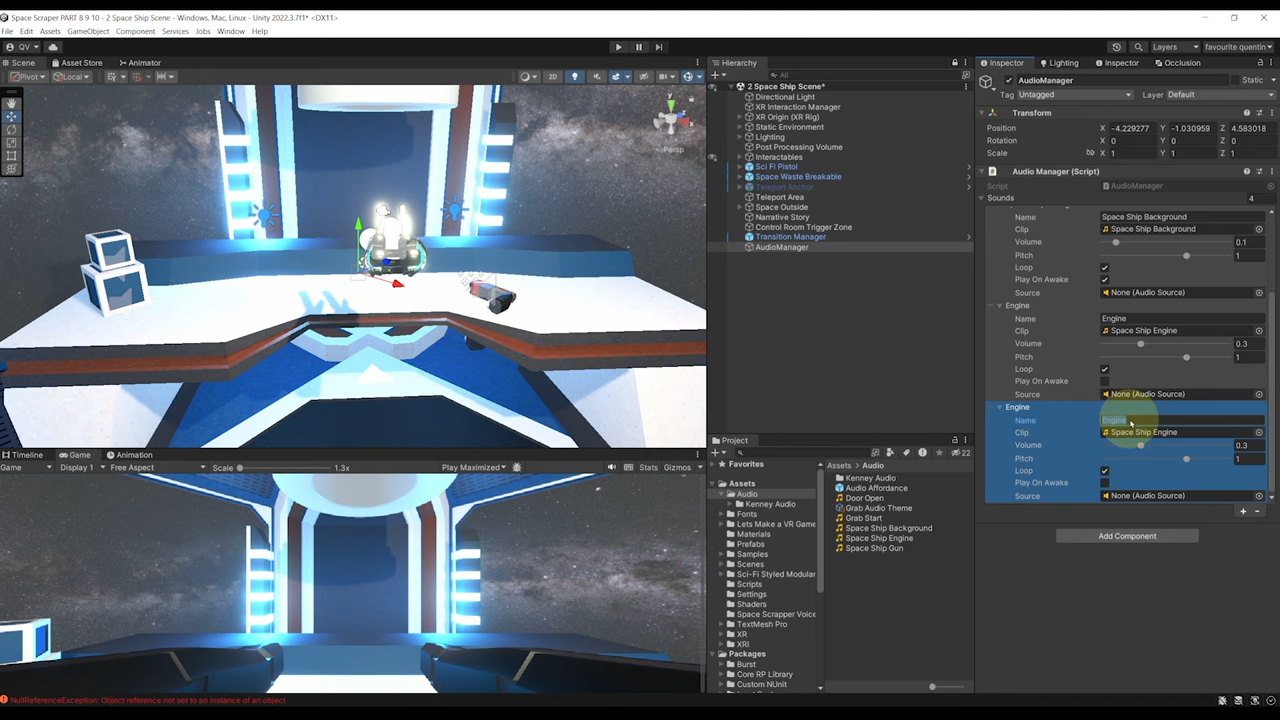 Space Scraper PART 8 9 10 - 2 Space Ship Scene - Windows, Mac, Linux - Unity 2022.3.7f1* <DX11>
File Edit Assets GameObject Component Services Jobs Window Help
QV Layers favourite quentin
Scene Asset Store Animator
Pivot Local 2D
y
x
Persp
Timeline Game Animation
Game Display 1 Free Aspect Scale 1.3x Play Maximized Stats Gizmos
Hierarchy
All
2 Space Ship Scene*
Directional Light
XR Interaction Manager
XR Origin (XR Rig)
Static Environment
Lighting
Post Processing Volume
Interactables
Sci Fi Pistol
Space Waste Breakable
Teleport Anchor
Teleport Area
Space Outside
Narrative Story
Control Room Trigger Zone
Transition Manager
AudioManager
Project
22
Favorites
Assets
Audio
Kenney Audio
Fonts
Lets Make a VR Game
Materials
Prefabs
Samples
Scenes
Sci-Fi Styled Modular
Scripts
Settings
Shaders
Space Scrapper Voice
TextMesh Pro
XR
XRI
Packages
Burst
Core RP Library
Custom NUnit
Assets > Audio
Kenney Audio
Audio Affordance
Door Open
Grab Audio Theme
Grab Start
Space Ship Background
Space Ship Engine
Space Ship Gun
Inspector Lighting Inspector Occlusion
AudioManager Static
Tag Untagged Layer Default
Transform
Position X -4.229277 Y -1.030959 Z 4.583018
Rotation X 0 Y 0 Z 0
Scale X 1 Y 1 Z 1
Audio Manager (Script)
Script AudioManager
Sounds 4
Name Space Ship Background
Clip Space Ship Background
Volume 0.1
Pitch 1
Loop
Play On Awake
Source None (Audio Source)
Engine
Name Engine
Clip Space Ship Engine
Volume 0.3
Pitch 1
Loop
Play On Awake
Source None (Audio Source)
Engine
Name Engine
Clip Space Ship Engine
Volume 0.3
Pitch 1
Loop
Play On Awake
Source None (Audio Source)
+ -
Add Component
NullReferenceException: Object reference not set to an instance of an object